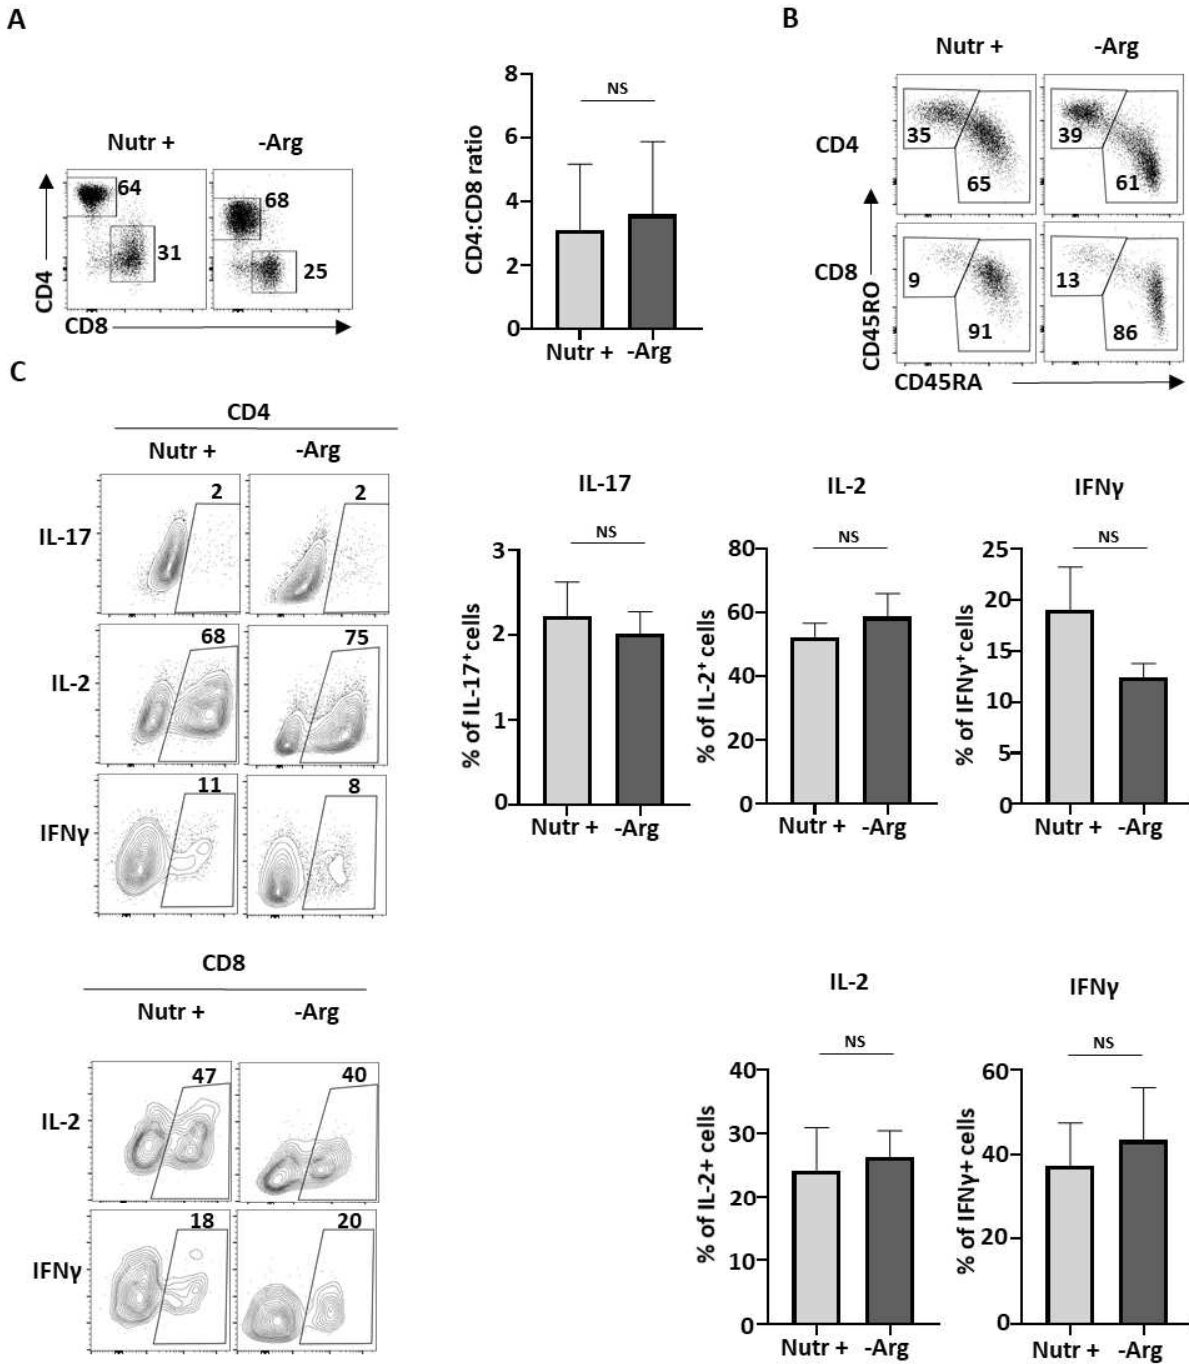 A
Nutr +
-Arg
64
31
68
25
CD4
CD8
8
6
4
2
0
CD4:CD8 ratio
NS
Nutr +
-Arg
B
Nutr +
-Arg
CD4
35
65
39
61
CD8
9
91
13
86
CD45RO
CD45RA
C
CD4
Nutr +
-Arg
IL-17
2
2
IL-2
68
75
IFNγ
11
8
IL-17
NS
3
2
1
0
% of IL-17⁺cells
Nutr +
-Arg
IL-2
NS
80
60
40
20
0
% of IL-2⁺ cells
Nutr +
-Arg
IFNγ
NS
25
20
15
10
5
0
% of IFNγ⁺ cells
Nutr +
-Arg
CD8
Nutr +
-Arg
IL-2
47
40
IFNγ
18
20
IL-2
NS
40
30
20
10
0
% of IL-2+ cells
Nutr +
-Arg
IFNγ
NS
60
40
20
0
% of IFNγ+ cells
Nutr +
-Arg